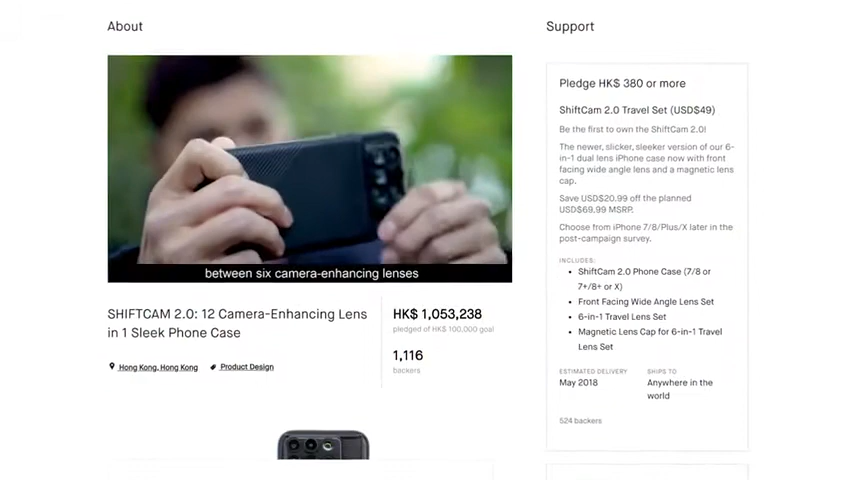 About
Support
between six camera-enhancing lenses
SHIFTCAM 2.0: 12 Camera-Enhancing Lens
in 1 Sleek Phone Case
Hong Kong, Hong Kong
Product Design
HK$ 1,053,238
pledged of HK$ 100,000 goal
1,116
backers
Pledge HK$ 380 or more
ShiftCam 2.0 Travel Set (USD$49)
Be the first to own the ShiftCam 2.0!
The newer, slicker, sleeker version of our 6-
in-1 dual lens iPhone case now with front
facing wide angle lens and a magnetic lens
cap.
Save USD$20.99 off the planned
USD$69.99 MSRP.
Choose from iPhone 7/8/Plus/X later in the
post-campaign survey.
INCLUDES:
• ShiftCam 2.0 Phone Case (7/8 or
7+/8+ or X)
• Front Facing Wide Angle Lens Set
• 6-in-1 Travel Lens Set
• Magnetic Lens Cap for 6-in-1 Travel
Lens Set
ESTIMATED DELIVERY
May 2018
SHIPS TO
Anywhere in the
world
524 backers